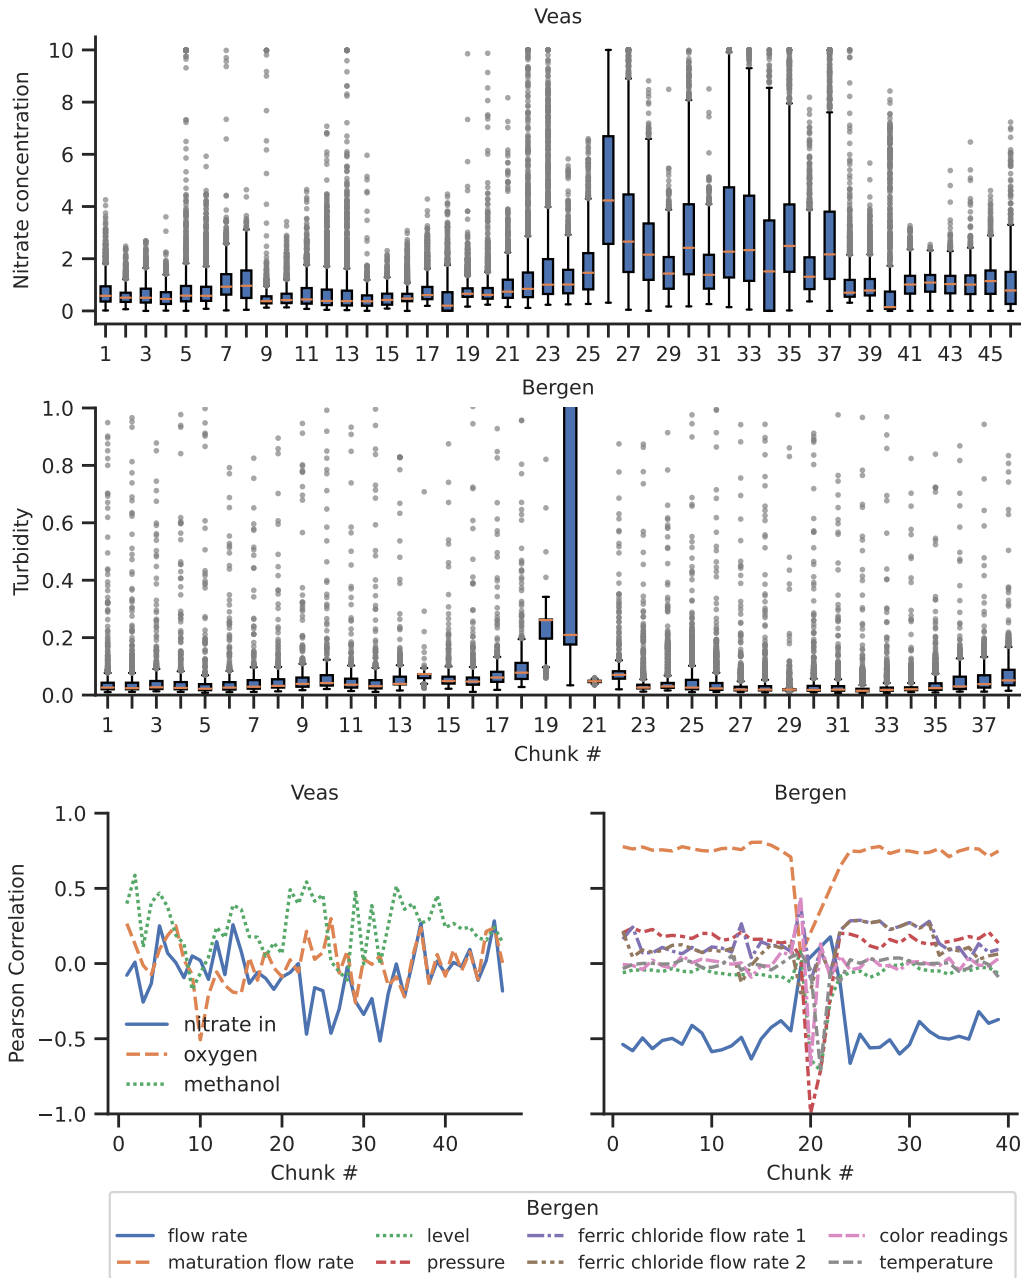 Veas
Nitrate concentration
10
8
6
4
2
0
1 3 5 7 9 11 13 15 17 19 21 23 25 27 29 31 33 35 37 39 41 43 45
Bergen
Turbidity
1.0
0.8
0.6
0.4
0.2
0.0
1 3 5 7 9 11 13 15 17 19 21 23 25 27 29 31 33 35 37
Chunk #
Veas
Pearson Correlation
1.0
0.5
0.0
−0.5
−1.0
nitrate in
oxygen
methanol
0 10 20 30 40
Chunk #
Bergen
0 10 20 30 40
Chunk #
Bergen
flow rate level ferric chloride flow rate 1 color readings
maturation flow rate pressure ferric chloride flow rate 2 temperature